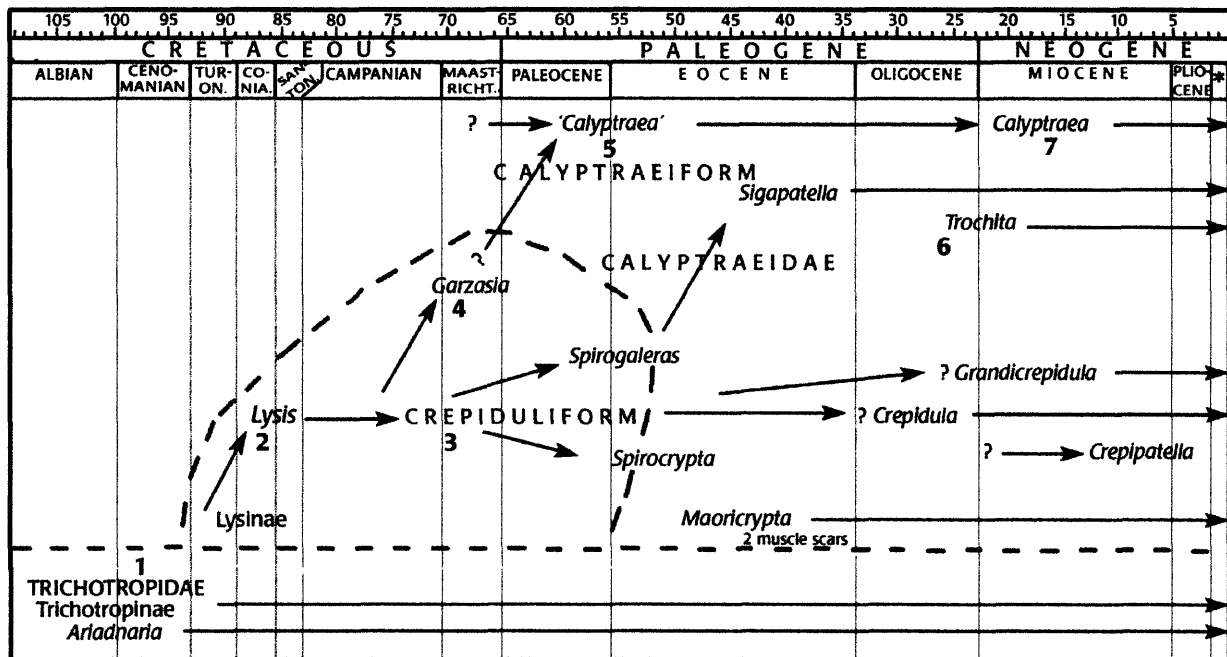 100 90 85 80 75 70 65 60 55 50 45 40 35 30 25 20 15 10 5
105 95
CRETACEOUS PALEOGENE NEOGENE
ALBIAN CENO- TUR- CO- SAN- CAMPANIAN MAAST- PALEOCENE EOCENE OLIGOCENE MIOCENE PLIO- *
MANIAN ON. NIA. TON. RICHT. CENE
? 'Calyptraea' Calyptraea
5 7
CALYPTRAEIFORM
Sigapatella
Trochita
6
CALYPTRAEIDAE
?
Garzasia
4
Spirogaleras
? Grandicrepidula
Lysis CREPIDULIFORM ? Crepidula
2 3
Spirocrypta ? Crepipatella
Lysinae Maoricrypta
2 muscle scars
1
TRICHOTROPIDAE
Trichotropinae
Ariadnaria